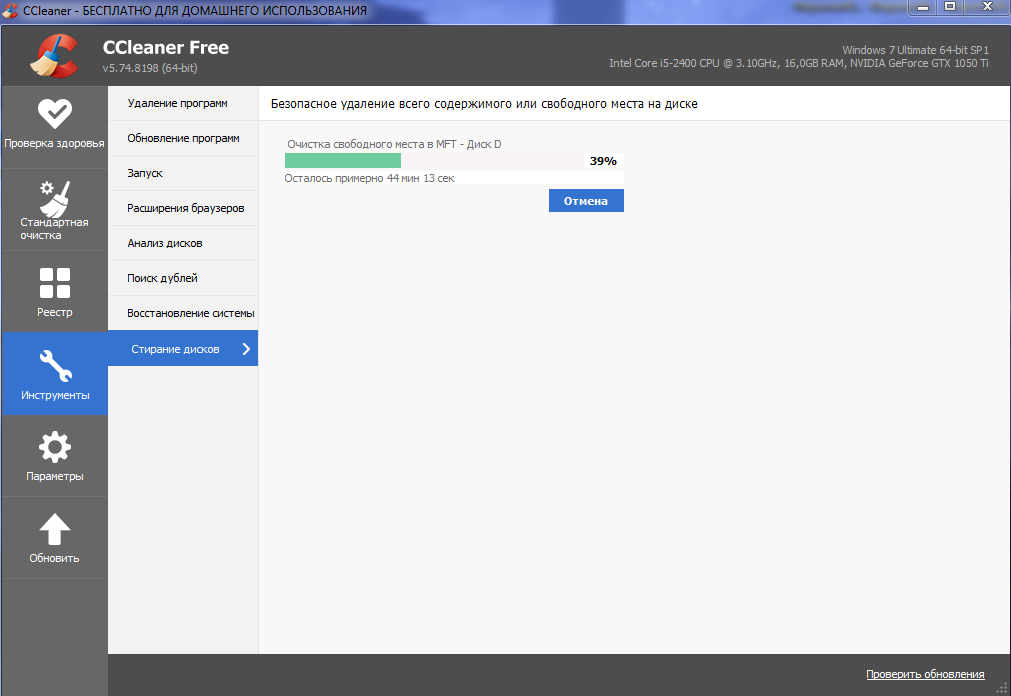 CCleaner - БЕСПЛАТНО ДЛЯ ДОМАШНЕГО ИСПОЛЬЗОВАНИЯ
CCleaner Free
v5.74.8198 (64-bit)
Windows 7 Ultimate 64-bit SP1
Intel Core i5-2400 CPU @ 3.10GHz, 16,0GB RAM, NVIDIA GeForce GTX 1050 Ti
Проверка здоровья
Стандартная
очистка
Реестр
Инструменты
Параметры
Обновить
Удаление программ
Обновление программ
Запуск
Расширения браузеров
Анализ дисков
Поиск дублей
Восстановление системы
Стирание дисков
Безопасное удаление всего содержимого или свободного места на диске
Очистка свободного места в MFT - Диск D
39%
Осталось примерно 44 мин 13 сек
Отмена
Проверить обновления